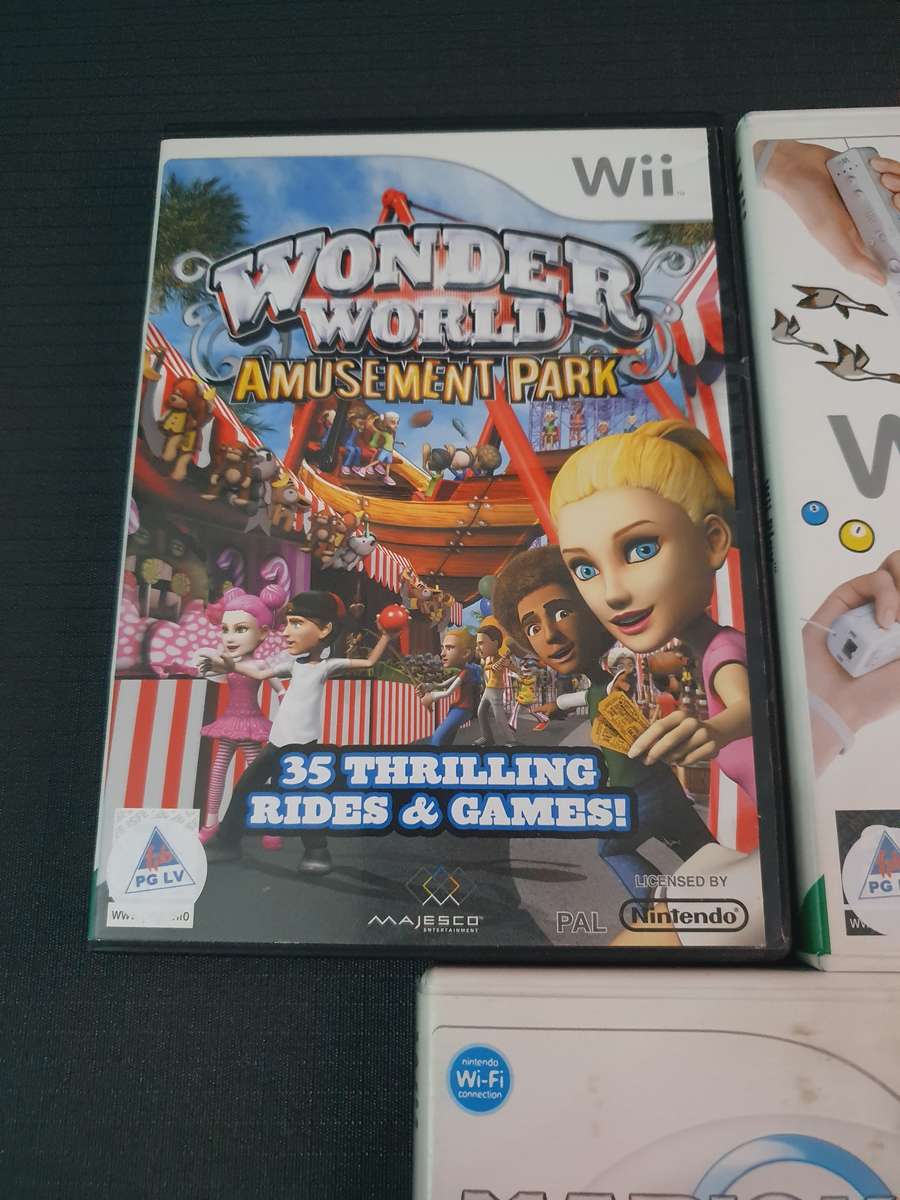 Wii
WONDER
WORLD
AMUSEMENT PARK
35 THRILLING
RIDES & GAMES!
PG LV
MAJESCO
ENTERTAINMENT
PAL
LICENSED BY
Nintendo
W
PG
nintendo
Wi-Fi
connection